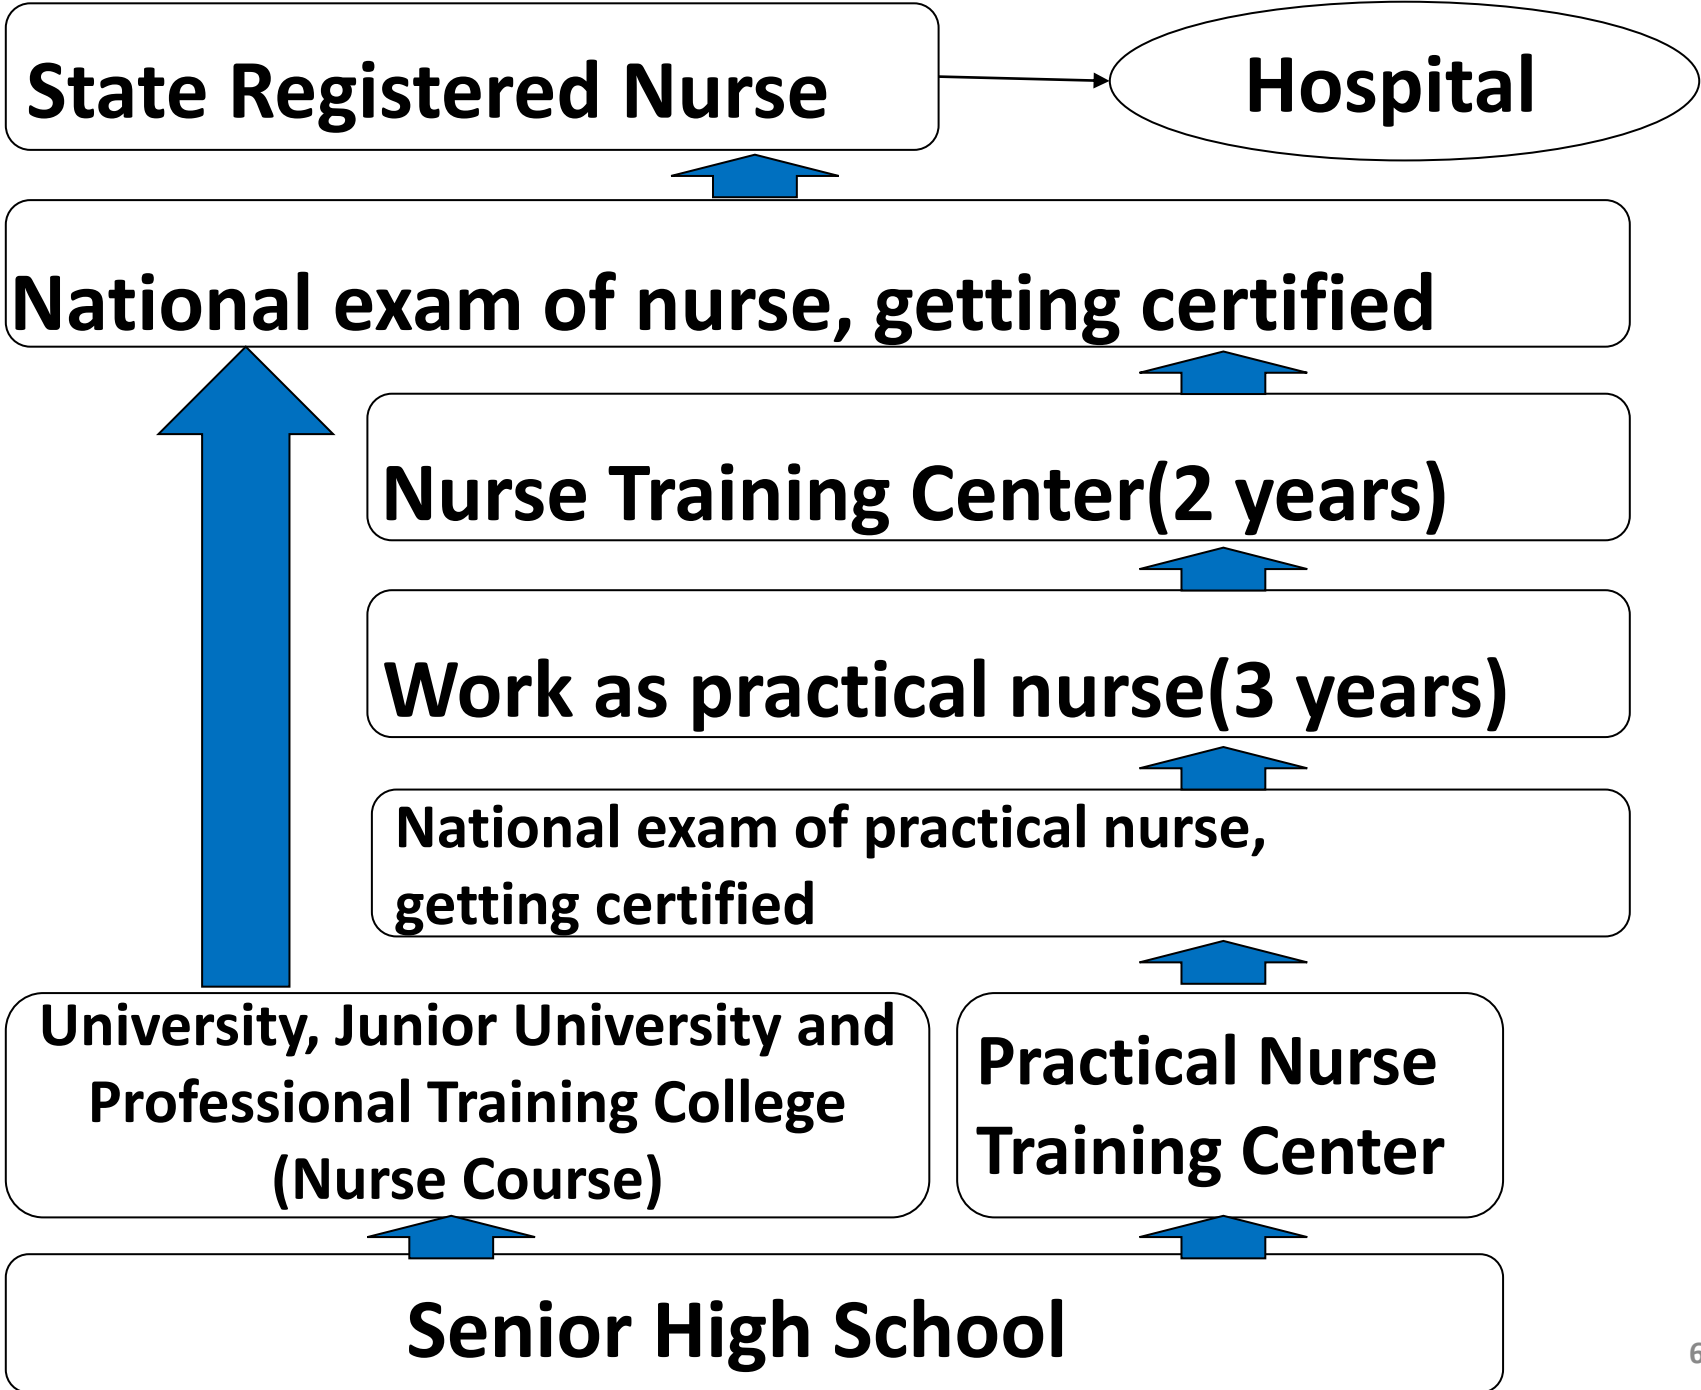 State Registered Nurse
Hospital
National exam of nurse, getting certified
Nurse Training Center(2 years)
Work as practical nurse(3 years)
National exam of practical nurse,
getting certified
University, Junior University and
Professional Training College
(Nurse Course)
Practical Nurse
Training Center
Senior High School
6